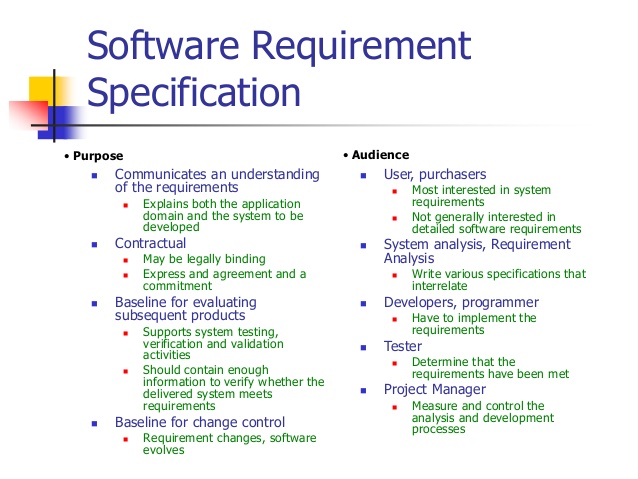 Software Requirement
Specification
• Purpose
Communicates an understanding
of the requirements
Explains both the application
domain and the system to be
developed
Contractual
May be legally binding
Express and agreement and a
commitment
Baseline for evaluating
subsequent products
Supports system testing,
verification and validation
activities
Should contain enough
information to verify whether the
delivered system meets
requirements
Baseline for change control
Requirement changes, software
evolves
• Audience
User, purchasers
Most interested in system
requirements
Not generally interested in
detailed software requirements
System analysis, Requirement
Analysis
Write various specifications that
interrelate
Developers, programmer
Have to implement the
requirements
Tester
Determine that the
requirements have been met
Project Manager
Measure and control the
analysis and development
processes